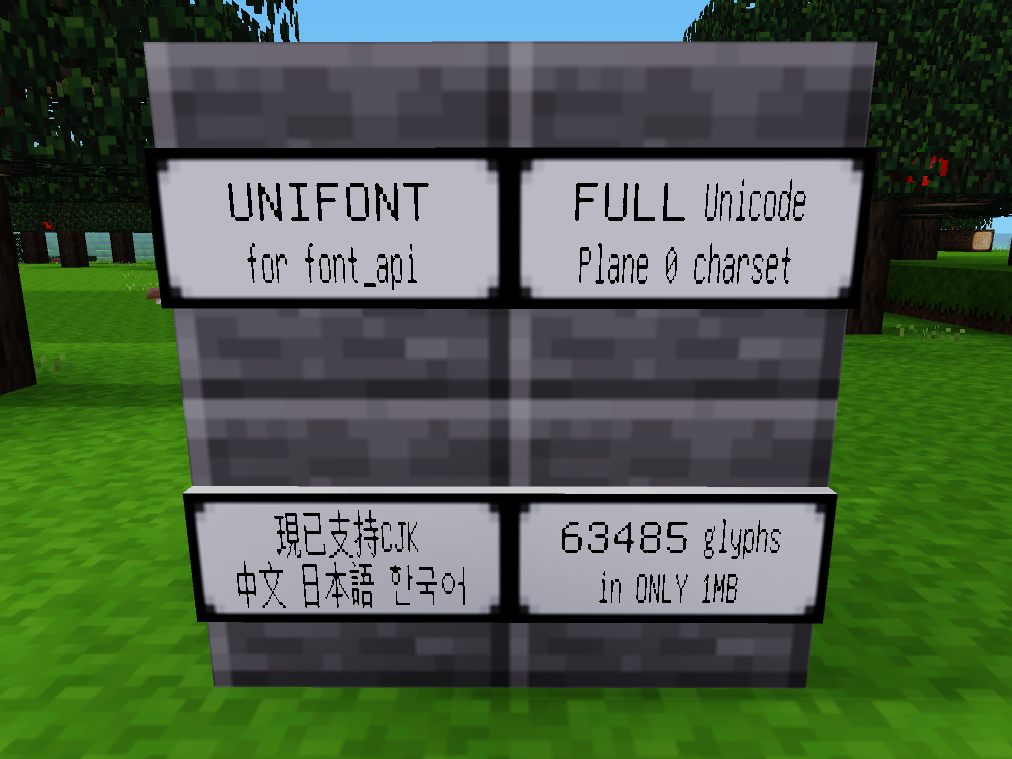 UNIFONT
for font_api
FULL Unicode
Plane 0 charset
現已支持CJK
中文 日本語 한국어
63485 glyphs
in ONLY 1MB